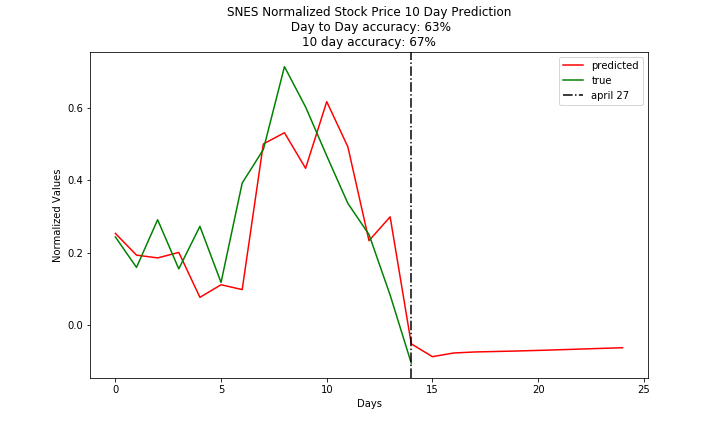 SNES Normalized Stock Price 10 Day Prediction
Day to Day accuracy: 63%
10 day accuracy: 67%
predicted
true
april 27
Normalized Values
0.6
0.4
0.2
0.0
0
5
10
15
20
25
Days